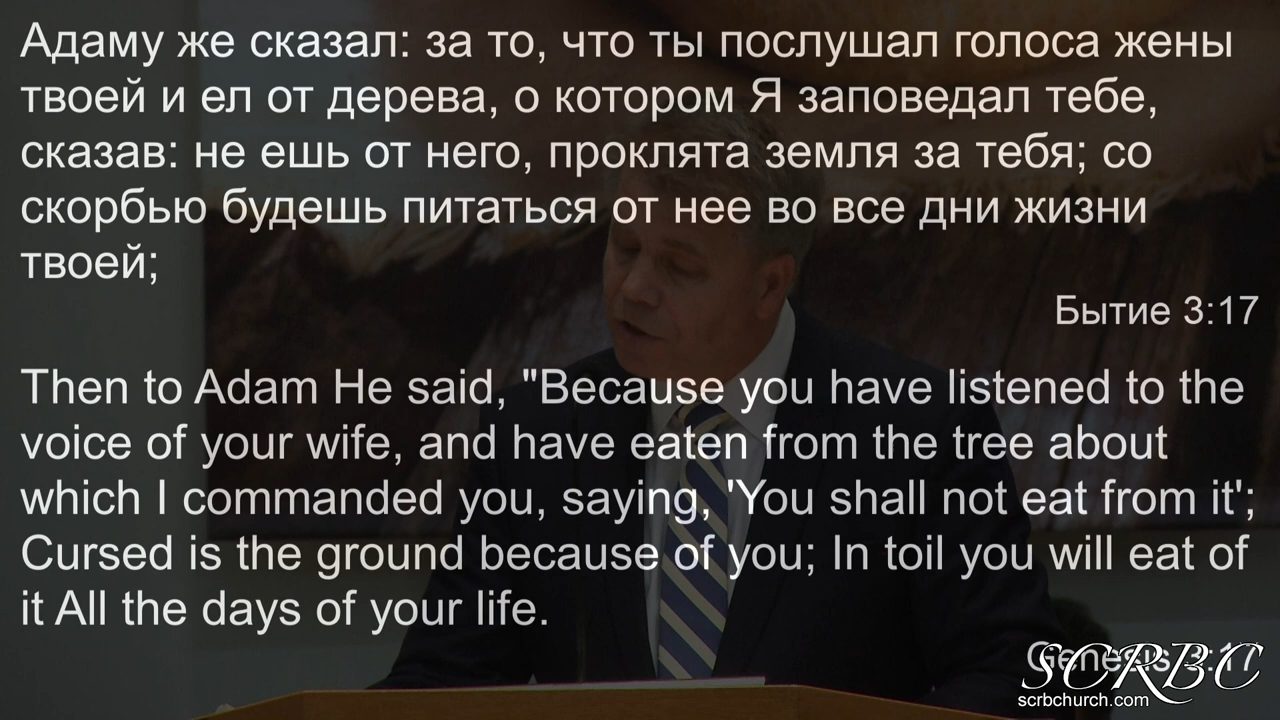 Адаму же сказал: за то, что ты послушал голоса жены
твоей и ел от дерева, о котором Я заповедал тебе,
сказав: не ешь от него, проклята земля за тебя; со
скорбью будешь питаться от нее во все дни жизни
твоей;
Бытие 3:17
Then to Adam He said, "Because you have listened to the
voice of your wife, and have eaten from the tree about
which I commanded you, saying, 'You shall not eat from it';
Cursed is the ground because of you; In toil you will eat of
it All the days of your life.
Genesis 3:17
SCRBC
scrbchurch.com